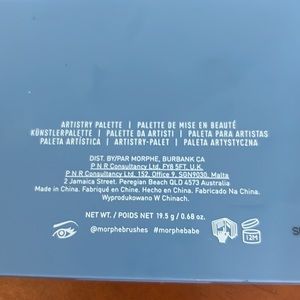 ARTISTRY PALETTE | PALETTE DE MISE EN BEAUTÉ
KÜNSTLERPALETTE | PALETTE DA ARTISTI | PALETA PARA ARTISTAS
PALETA ARTÍSTICA | ARTISTRY-PALET | PALETA ARTYSTYCZNA
DIST. BY/PAR MORPHE, BURBANK CA
P N R Consultancy Ltd, FY8 5FT, U.K.
P N R Consultancy Ltd, 152, Office 9, SGN9030, Malta
2 Jamaica Street. Peregian Beach QLD 4573 Australia
Made in China. Fabriqué en Chine. Hecho en China. Fabricado Na China.
Wyprodukowano W Chinach.
NET WT. / POIDS NET 19.5 g / 0.68 oz.
@morphebrushes #morphebabe
12M